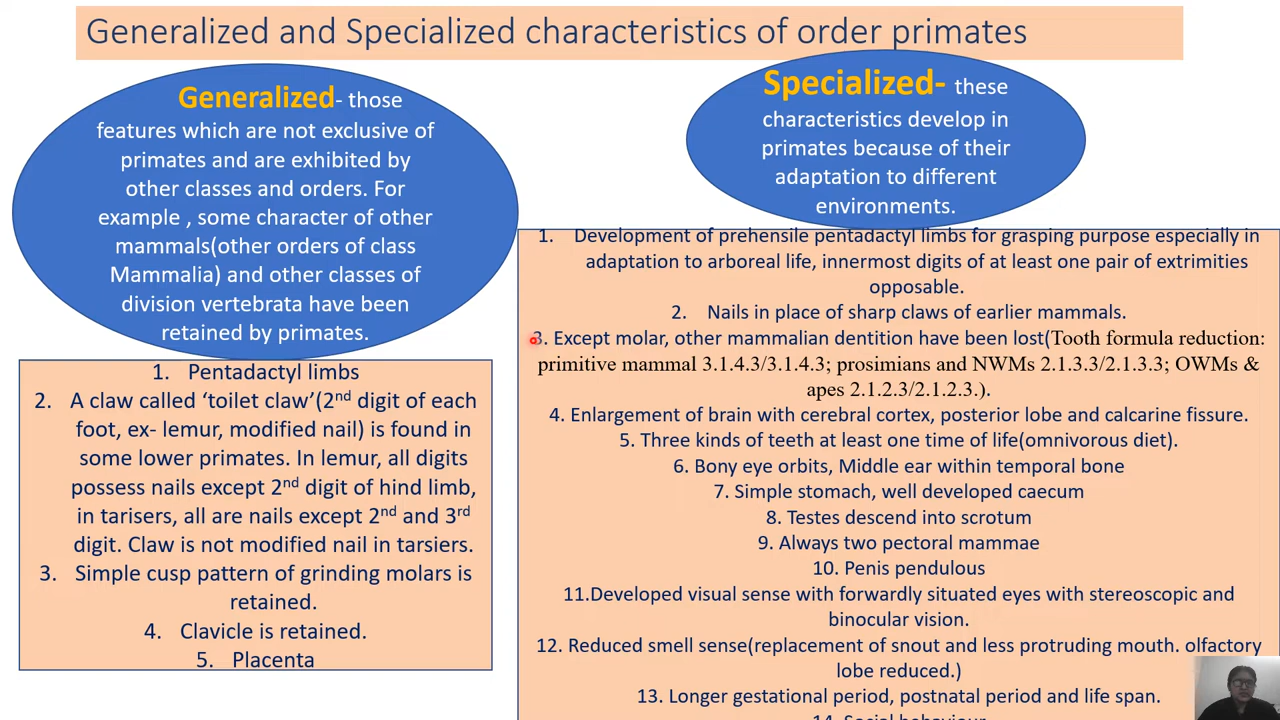 Generalized and Specialized characteristics of order primates
Generalized- those
features which are not exclusive of
primates and are exhibited by
other classes and orders. For
example , some character of other
mammals(other orders of class
Mammalia) and other classes of
division vertebrata have been
retained by primates.
1. Pentadactyl limbs
2. A claw called ‘toilet claw’(2nd digit of each
foot, ex- lemur, modified nail) is found in
some lower primates. In lemur, all digits
possess nails except 2nd digit of hind limb,
in tarisers, all are nails except 2nd and 3rd
digit. Claw is not modified nail in tarsiers.
3. Simple cusp pattern of grinding molars is
retained.
4. Clavicle is retained.
5. Placenta
Specialized- these
characteristics develop in
primates because of their
adaptation to different
environments.
1. Development of prehensile pentadactyl limbs for grasping purpose especially in
adaptation to arboreal life, innermost digits of at least one pair of extrimities
opposable.
2. Nails in place of sharp claws of earlier mammals.
3. Except molar, other mammalian dentition have been lost(Tooth formula reduction:
primitive mammal 3.1.4.3/3.1.4.3; prosimians and NWMs 2.1.3.3/2.1.3.3; OWMs &
apes 2.1.2.3/2.1.2.3.).
4. Enlargement of brain with cerebral cortex, posterior lobe and calcarine fissure.
5. Three kinds of teeth at least one time of life(omnivorous diet).
6. Bony eye orbits, Middle ear within temporal bone
7. Simple stomach, well developed caecum
8. Testes descend into scrotum
9. Always two pectoral mammae
10. Penis pendulous
11.Developed visual sense with forwardly situated eyes with stereoscopic and
binocular vision.
12. Reduced smell sense(replacement of snout and less protruding mouth. olfactory
lobe reduced.)
13. Longer gestational period, postnatal period and life span.
14. Social behaviour